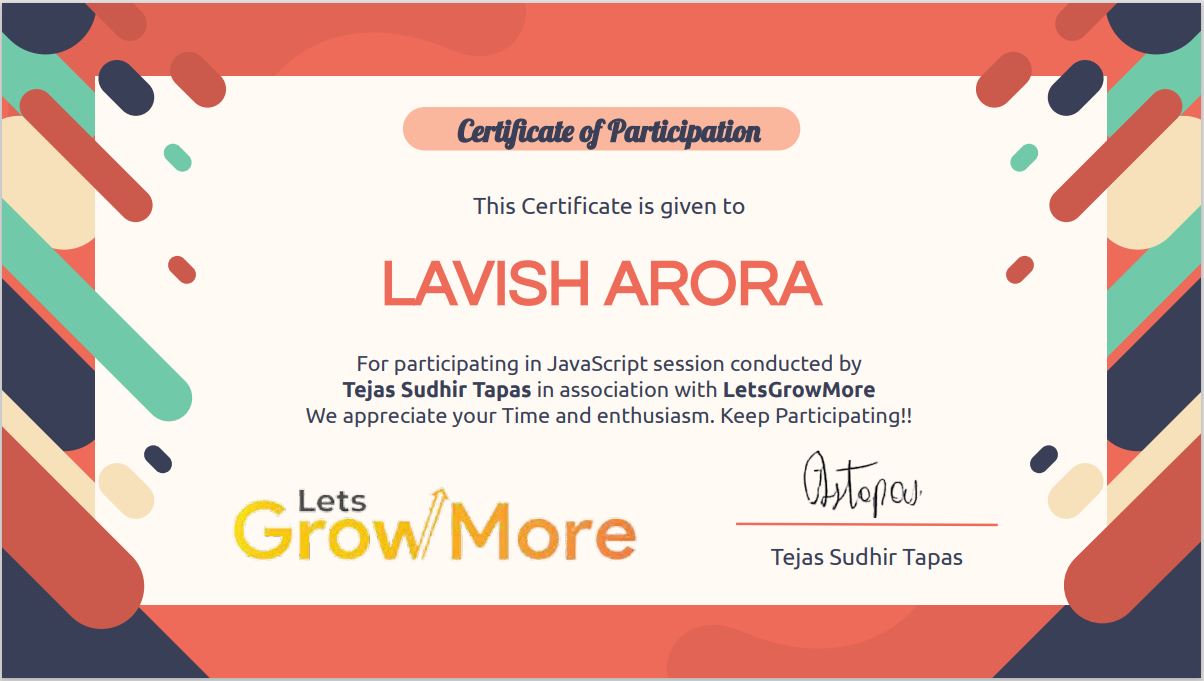 Certificate of Participation
This Certificate is given to
LAVISH ARORA
For participating in JavaScript session conducted by
Tejas Sudhir Tapas in association with LetsGrowMore
We appreciate your Time and enthusiasm. Keep Participating!!
Lets
GrowMore
Tejas Sudhir Tapas